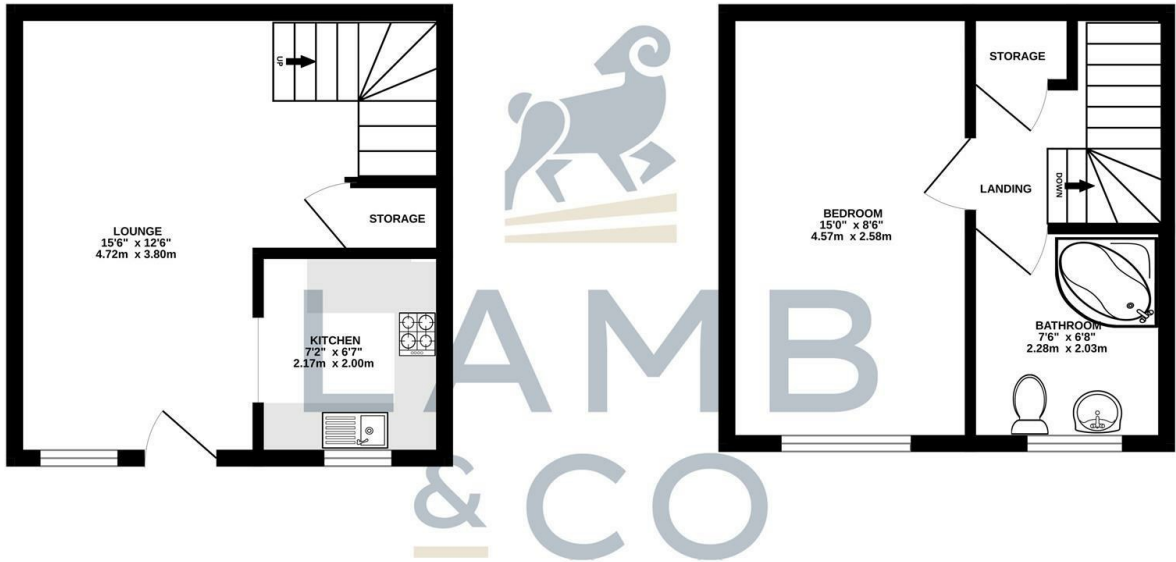 UP
STORAGE
LOUNGE
15'6" x 12'6"
4.72m x 3.80m
KITCHEN
7'2" x 6'7"
2.17m x 2.00m
STORAGE
LANDING
DOWN
BEDROOM
15'0" x 8'6"
4.57m x 2.58m
BATHROOM
7'6" x 6'8"
2.28m x 2.03m
LAMB
& CO